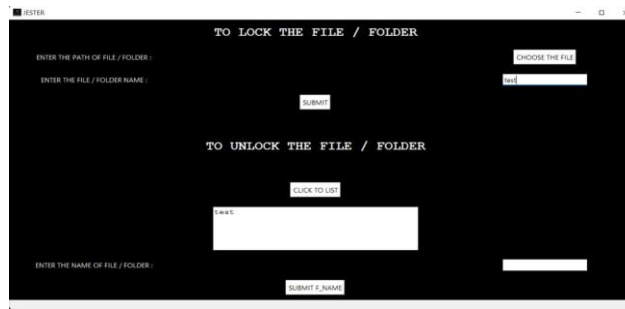 JESTER
TO LOCK THE FILE / FOLDER
ENTER THE PATH OF FILE / FOLDER : CHOOSE THE FILE
ENTER THE FILE / FOLDER NAME : test
SUBMIT
TO UNLOCK THE FILE / FOLDER
CLICK TO LIST
test
ENTER THE NAME OF FILE / FOLDER :
SUBMIT F_NAME